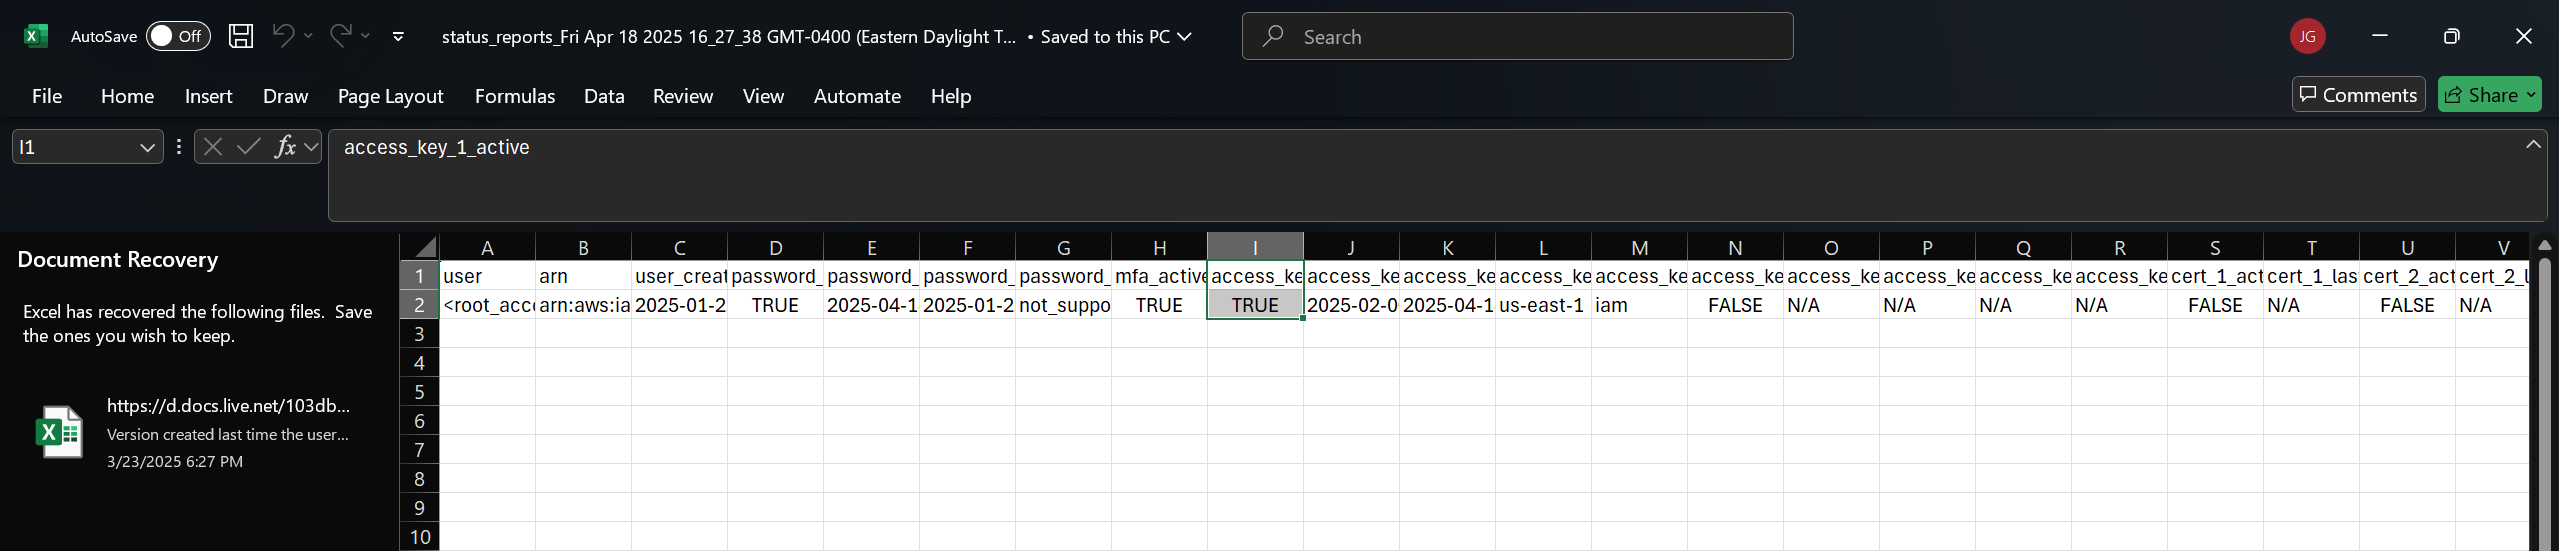 AutoSave Off status_reports_Fri Apr 18 2025 16_27_38 GMT-0400 (Eastern Daylight T... • Saved to this PC Search JG
File Home Insert Draw Page Layout Formulas Data Review View Automate Help Comments Share
I1 fx access_key_1_active
Document Recovery
Excel has recovered the following files. Save
the ones you wish to keep.
https://d.docs.live.net/103db...
Version created last time the user...
3/23/2025 6:27 PM
A B C D E F G H I J K L M N O P Q R S T U V
1 user arn user_creat password_ password_ password_ password_ mfa_active access_ke access_ke access_ke access_ke access_ke access_ke access_ke access_ke access_ke access_ke cert_1_act cert_1_las cert_2_act cert_2_l
2 <root_acc arn:aws:ia 2025-01-2 TRUE 2025-04-1 2025-01-2 not_suppo TRUE TRUE 2025-02-0 2025-04-1 us-east-1 iam FALSE N/A N/A N/A N/A FALSE N/A FALSE N/A
3
4
5
6
7
8
9
10